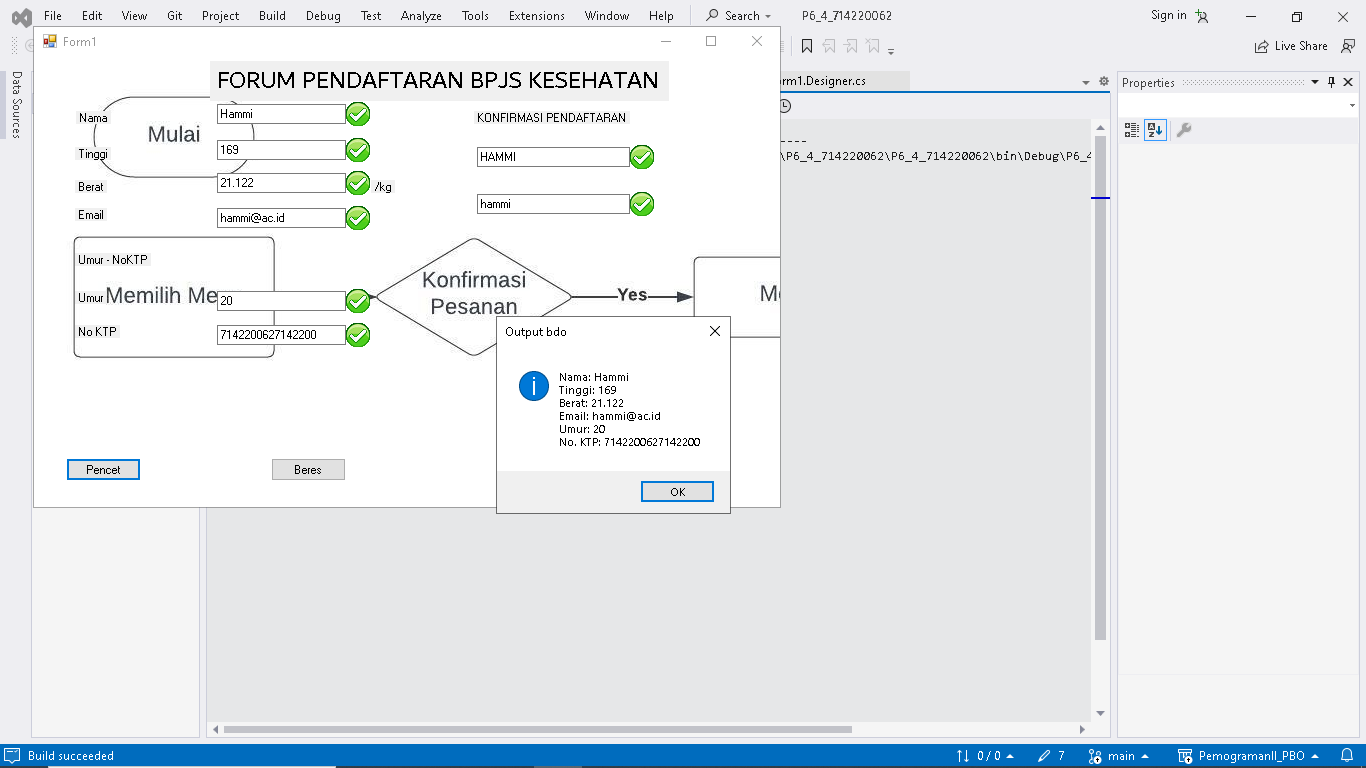 File Edit View Git Project Build Debug Test Analyze Tools Extensions Window Help Search P6_4_714220062 Sign in
Live Share
Form1
Data Sources
rm1.Designer.cs
Properties
FORUM PENDAFTARAN BPJS KESEHATAN
Nama Hammi
KONFIRMASI PENDAFTARAN
Mulai
Tinggi 169
HAMMI
----
\P6_4_714220062\P6_4_714220062\bin\Debug\P6_4
Berat 21.122 /kg
Email hammi@ac.id
hammi
Umur - NoKTP
Konfirmasi
Pesanan
Yes
Umur Memilih Me 20
M
No KTP 7142200627142200
Output bdo
Nama: Hammi
Tinggi: 169
Berat: 21.122
Email: hammi@ac.id
Umur: 20
No. KTP: 7142200627142200
OK
Pencet Beres
Build succeeded 0 / 0 7 main PemogramanII_PBO